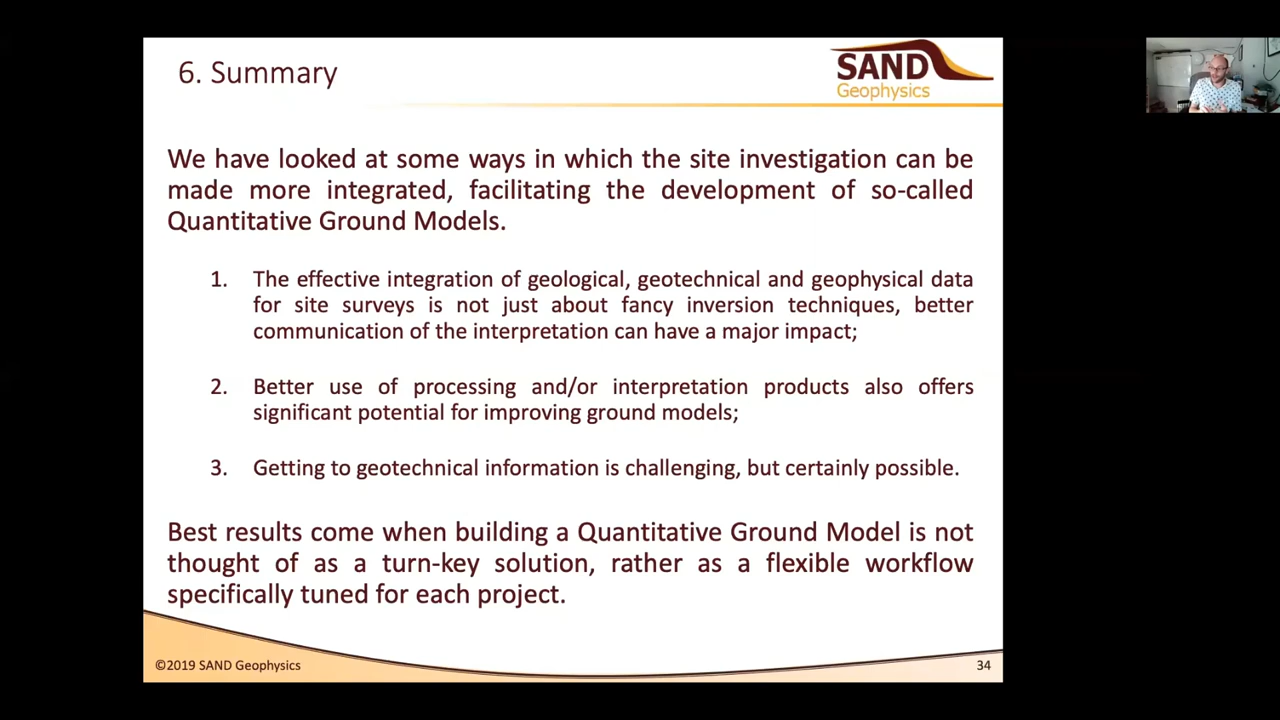 6. Summary
SAND
Geophysics
We have looked at some ways in which the site investigation can be
made more integrated, facilitating the development of so-called
Quantitative Ground Models.
1. The effective integration of geological, geotechnical and geophysical data
for site surveys is not just about fancy inversion techniques, better
communication of the interpretation can have a major impact;
2. Better use of processing and/or interpretation products also offers
significant potential for improving ground models;
3. Getting to geotechnical information is challenging, but certainly possible.
Best results come when building a Quantitative Ground Model is not
thought of as a turn-key solution, rather as a flexible workflow
specifically tuned for each project.
©2019 SAND Geophysics
34